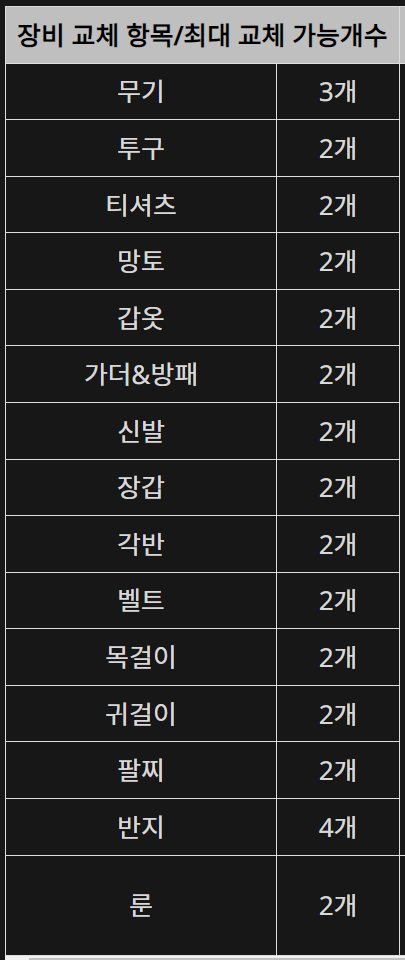 장비 교체 항목/최대 교체 가능개수
무기 3개
투구 2개
티셔츠 2개
망토 2개
갑옷 2개
가더&방패 2개
신발 2개
장갑 2개
각반 2개
벨트 2개
목걸이 2개
귀걸이 2개
팔찌 2개
반지 4개
룬 2개